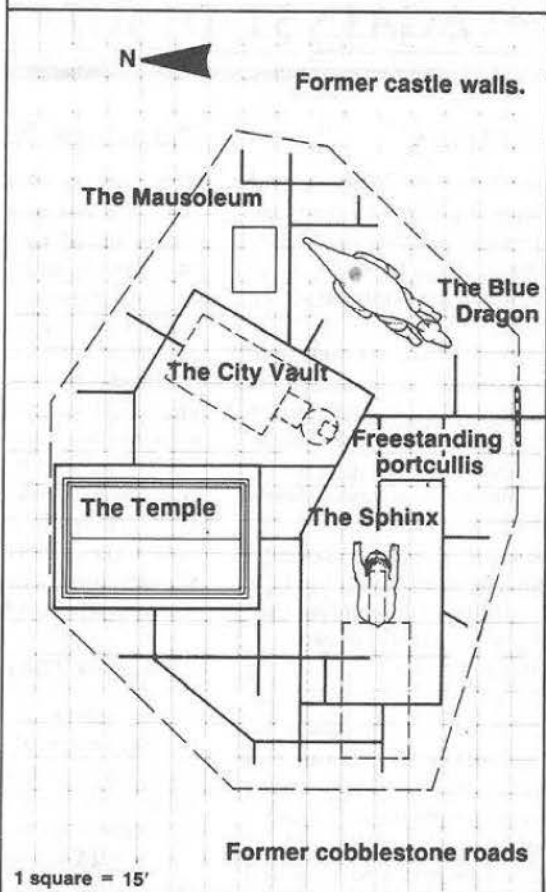 N
Former castle walls.
The Mausoleum
The Blue
Dragon
The City Vault
Freestanding
portcullis
The Temple
The Sphinx
Former cobblestone roads
1 square = 15'